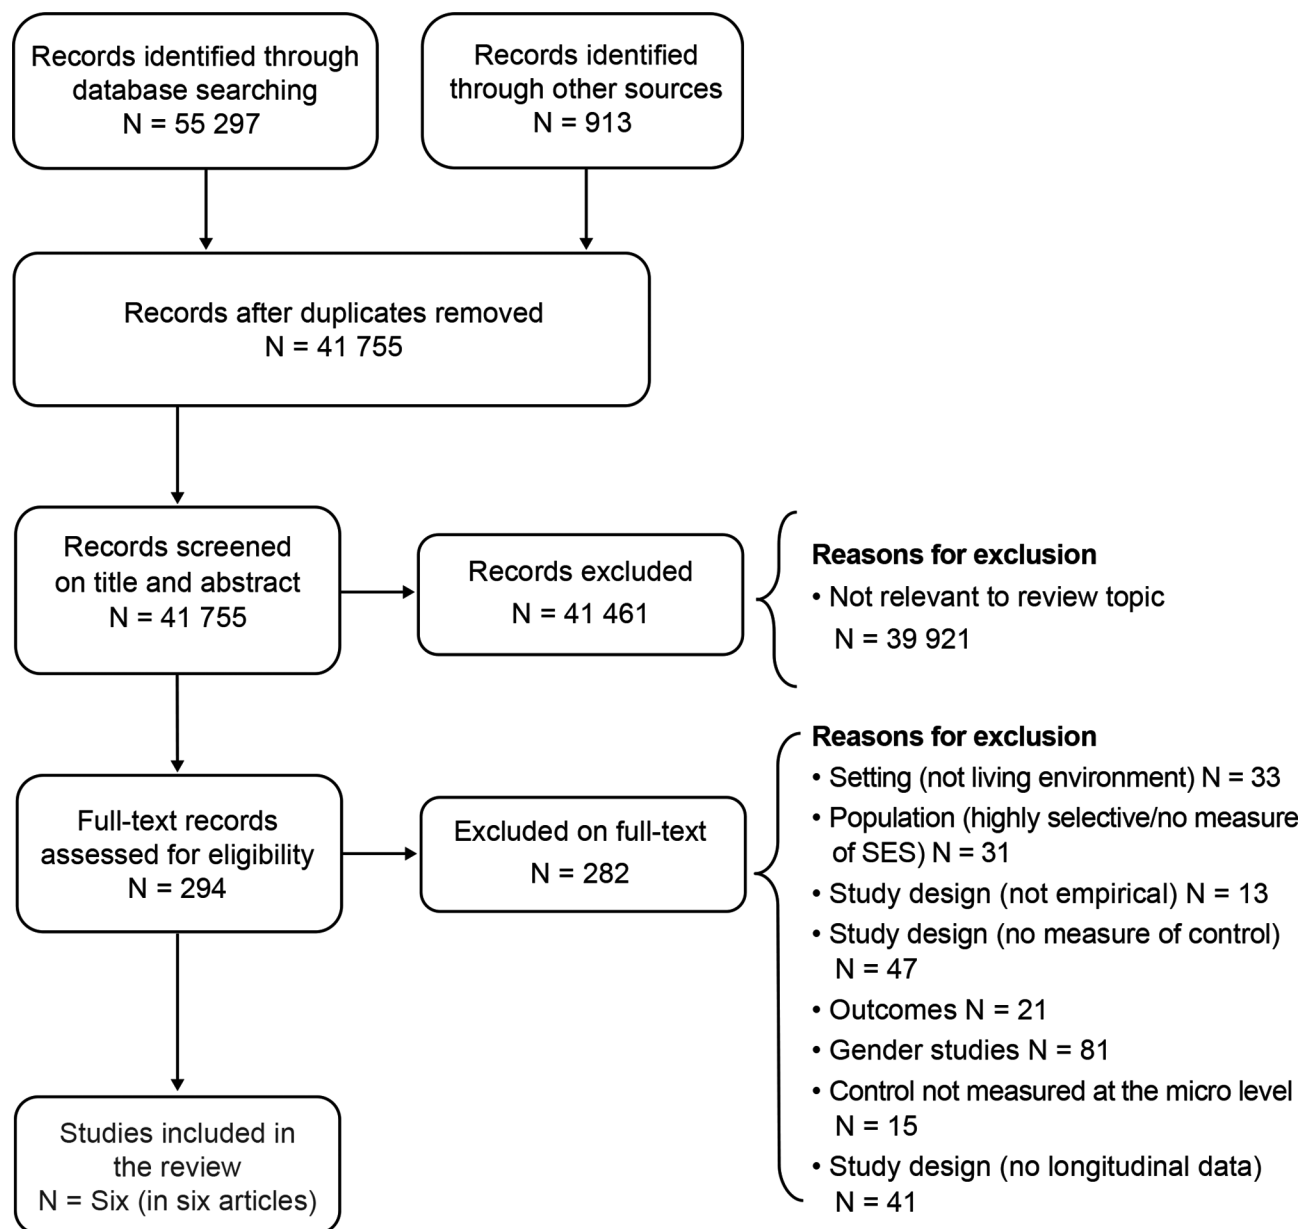 Records identified through
database searching
N = 55 297
Records identified
through other sources
N = 913
Records after duplicates removed
N = 41 755
Records screened
on title and abstract
N = 41 755
Records excluded
N = 41 461
Reasons for exclusion
• Not relevant to review topic
N = 39 921
Full-text records
assessed for eligibility
N = 294
Excluded on full-text
N = 282
Reasons for exclusion
• Setting (not living environment) N = 33
• Population (highly selective/no measure
of SES) N = 31
• Study design (not empirical) N = 13
• Study design (no measure of control)
N = 47
• Outcomes N = 21
• Gender studies N = 81
• Control not measured at the micro level
N = 15
• Study design (no longitudinal data)
N = 41
Studies included in
the review
N = Six (in six articles)